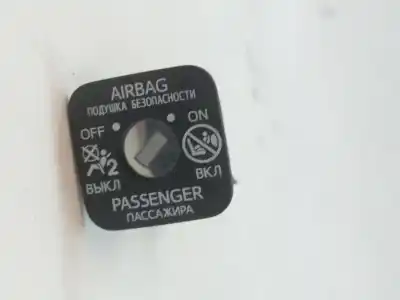 AIRBAG
ПОДУШКА БЕЗОПАСНОСТИ
OFF ON
2
ВЫКЛ ВКЛ
PASSENGER
ПАССАЖИРА